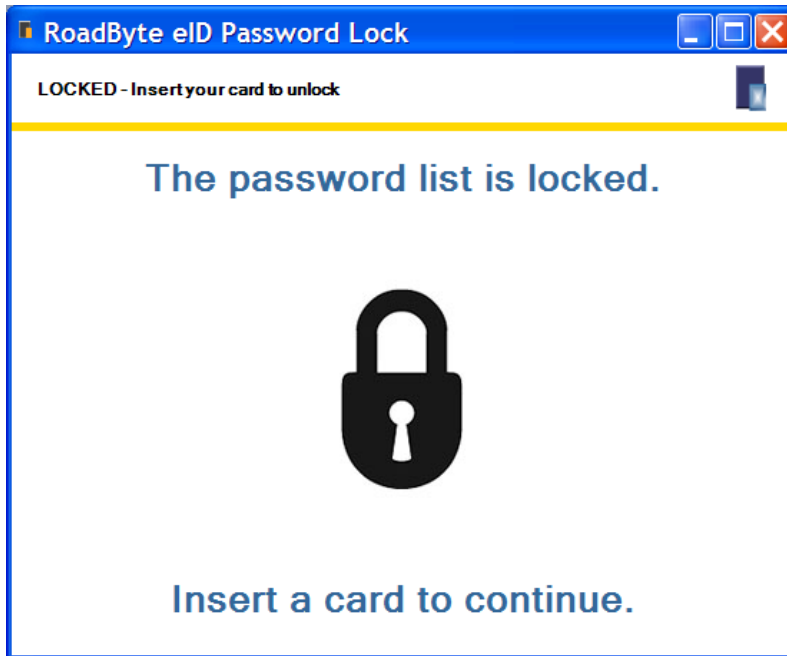 RoadByte eID Password Lock
LOCKED - Insert your card to unlock
The password list is locked.
Insert a card to continue.